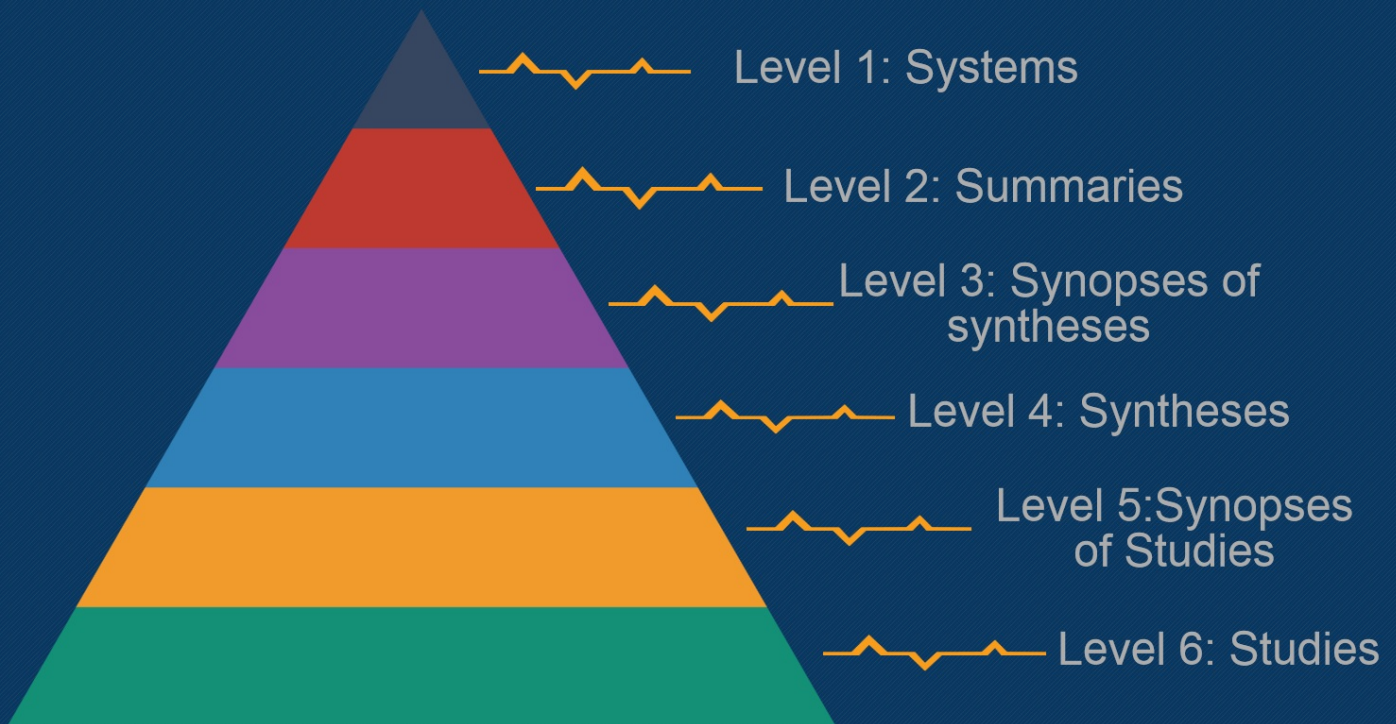 Level 1: Systems
Level 2: Summaries
Level 3: Synopses of
syntheses
Level 4: Syntheses
Level 5:Synopses
of Studies
Level 6: Studies